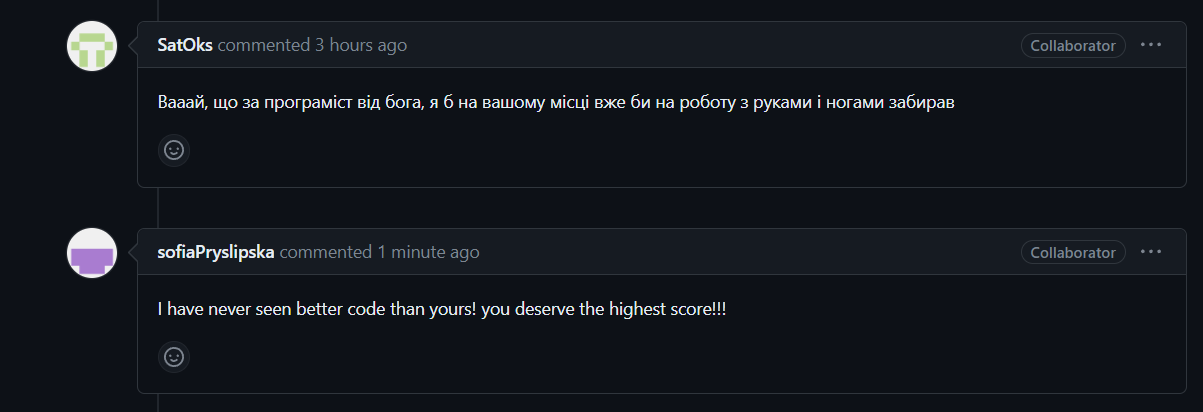 SatOks commented 3 hours ago Collaborator
Вааай, що за програміст від бога, я б на вашому місці вже би на роботу з руками і ногами забирав
sofiaPryslipska commented 1 minute ago Collaborator
I have never seen better code than yours! you deserve the highest score!!!